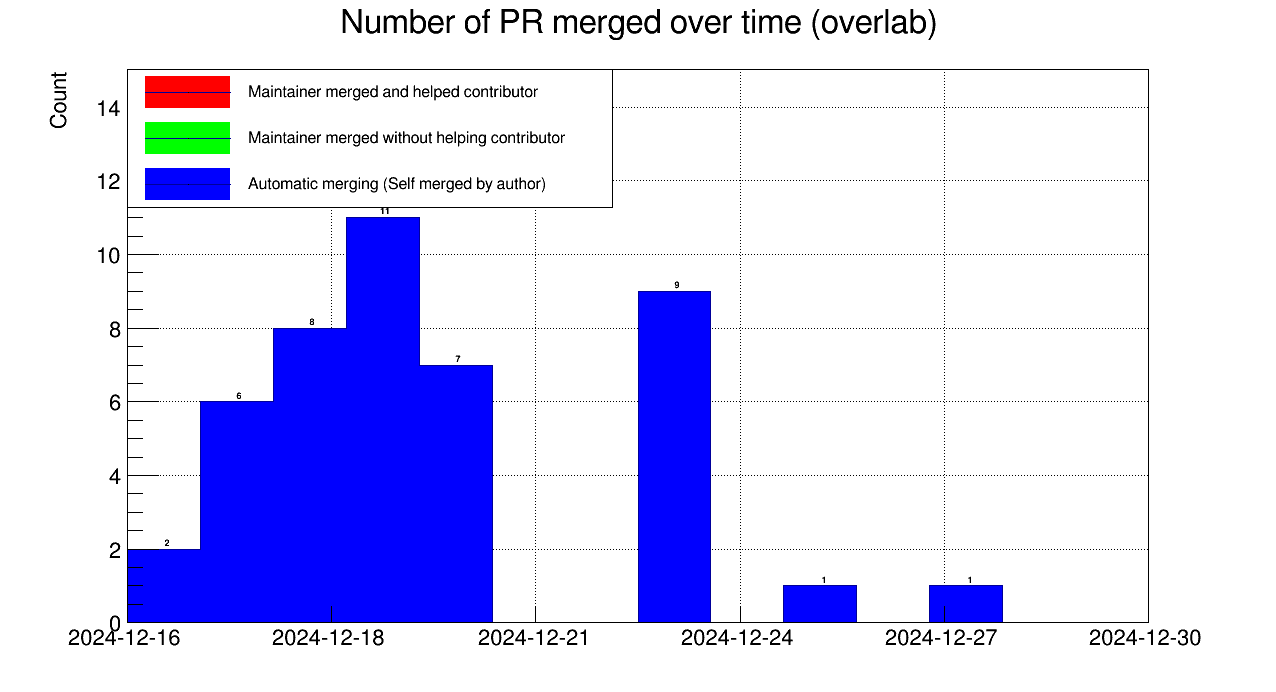 Number of PR merged over time (overlab)
Count
Maintainer merged and helped contributor
Maintainer merged without helping contributor
Automatic merging (Self merged by author)
14
12
10
8
6
4
2
0
2
6
8
11
7
9
1
1
2024-12-16 2024-12-18 2024-12-21 2024-12-24 2024-12-27 2024-12-30